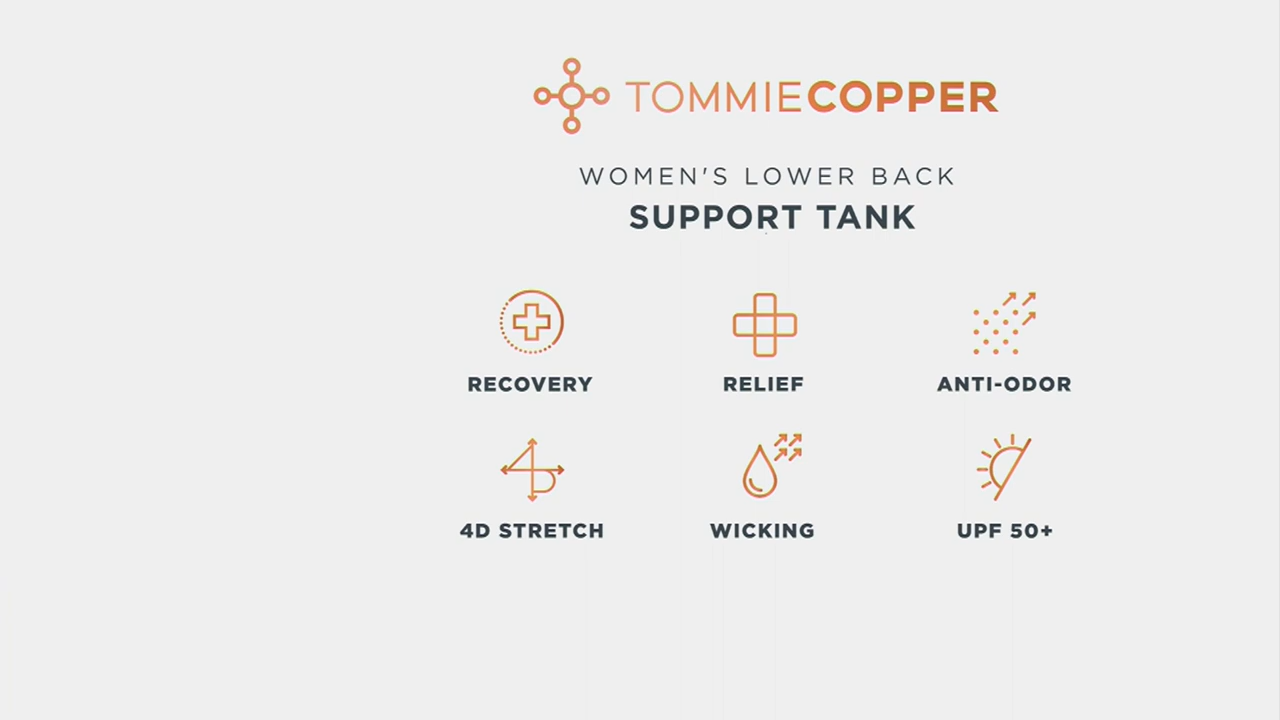 TOMMIECOPPER
WOMEN'S LOWER BACK
SUPPORT TANK
RECOVERY
RELIEF
ANTI-ODOR
4D STRETCH
WICKING
UPF 50+